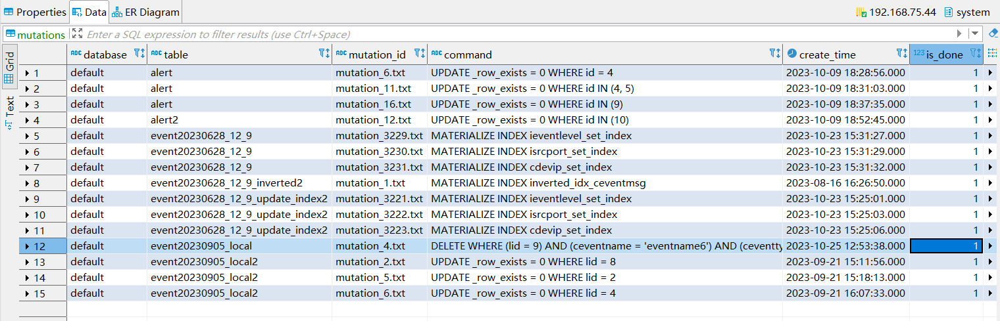 Properties Data ER Diagram 192.168.75.44 system
mutations Enter a SQL expression to filter results (use Ctrl+Space)
Grid
Text
ABC database ABC table ABC mutation_id ABC command create_time 123 is_done
1 default alert mutation_6.txt UPDATE _row_exists = 0 WHERE id = 4 2023-10-09 18:28:56.000 1
2 default alert mutation_11.txt UPDATE _row_exists = 0 WHERE id IN (4, 5) 2023-10-09 18:31:03.000 1
3 default alert mutation_16.txt UPDATE _row_exists = 0 WHERE id IN (9) 2023-10-09 18:37:35.000 1
4 default alert2 mutation_12.txt UPDATE _row_exists = 0 WHERE id IN (10) 2023-10-09 18:52:45.000 1
5 default event20230628_12_9 mutation_3229.txt MATERIALIZE INDEX ieventlevel_set_index 2023-10-23 15:31:27.000 1
6 default event20230628_12_9 mutation_3230.txt MATERIALIZE INDEX isrcport_set_index 2023-10-23 15:31:29.000 1
7 default event20230628_12_9 mutation_3231.txt MATERIALIZE INDEX cdevip_set_index 2023-10-23 15:31:32.000 1
8 default event20230628_12_9_inverted2 mutation_1.txt MATERIALIZE INDEX inverted_idx_ceventmsg 2023-08-16 16:26:50.000 1
9 default event20230628_12_9_update_index2 mutation_3221.txt MATERIALIZE INDEX ieventlevel_set_index 2023-10-23 15:25:01.000 1
10 default event20230628_12_9_update_index2 mutation_3222.txt MATERIALIZE INDEX isrcport_set_index 2023-10-23 15:25:03.000 1
11 default event20230628_12_9_update_index2 mutation_3223.txt MATERIALIZE INDEX cdevip_set_index 2023-10-23 15:25:06.000 1
12 default event20230905_local mutation_4.txt DELETE WHERE (lid = 9) AND (ceventname = 'eventname6') AND (ceventty 2023-10-25 12:53:38.000 1
13 default event20230905_local2 mutation_2.txt UPDATE _row_exists = 0 WHERE lid = 8 2023-09-21 15:11:56.000 1
14 default event20230905_local2 mutation_5.txt UPDATE _row_exists = 0 WHERE lid = 2 2023-09-21 15:18:13.000 1
15 default event20230905_local2 mutation_6.txt UPDATE _row_exists = 0 WHERE lid = 4 2023-09-21 16:07:33.000 1